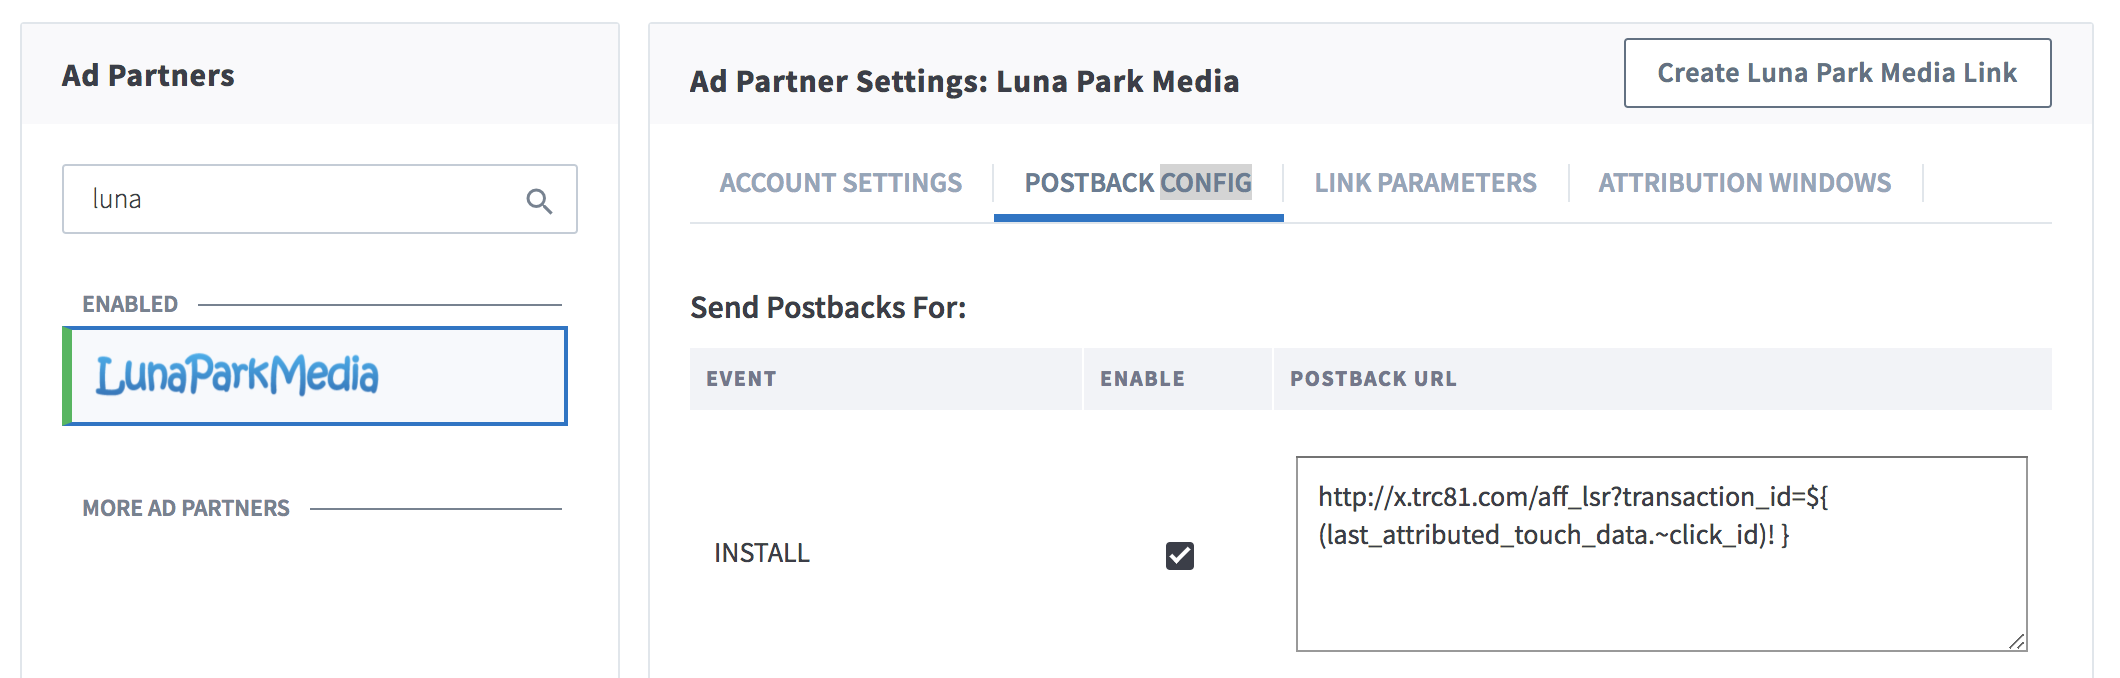 Ad Partners
luna
ENABLED
LunaParkMedia
MORE AD PARTNERS
Ad Partner Settings: Luna Park Media
Create Luna Park Media Link
ACCOUNT SETTINGS
POSTBACK CONFIG
LINK PARAMETERS
ATTRIBUTION WINDOWS
Send Postbacks For:
EVENT
ENABLE
POSTBACK URL
INSTALL
http://x.trc81.com/aff_lsr?transaction_id=${
(last_attributed_touch_data.~click_id)! }